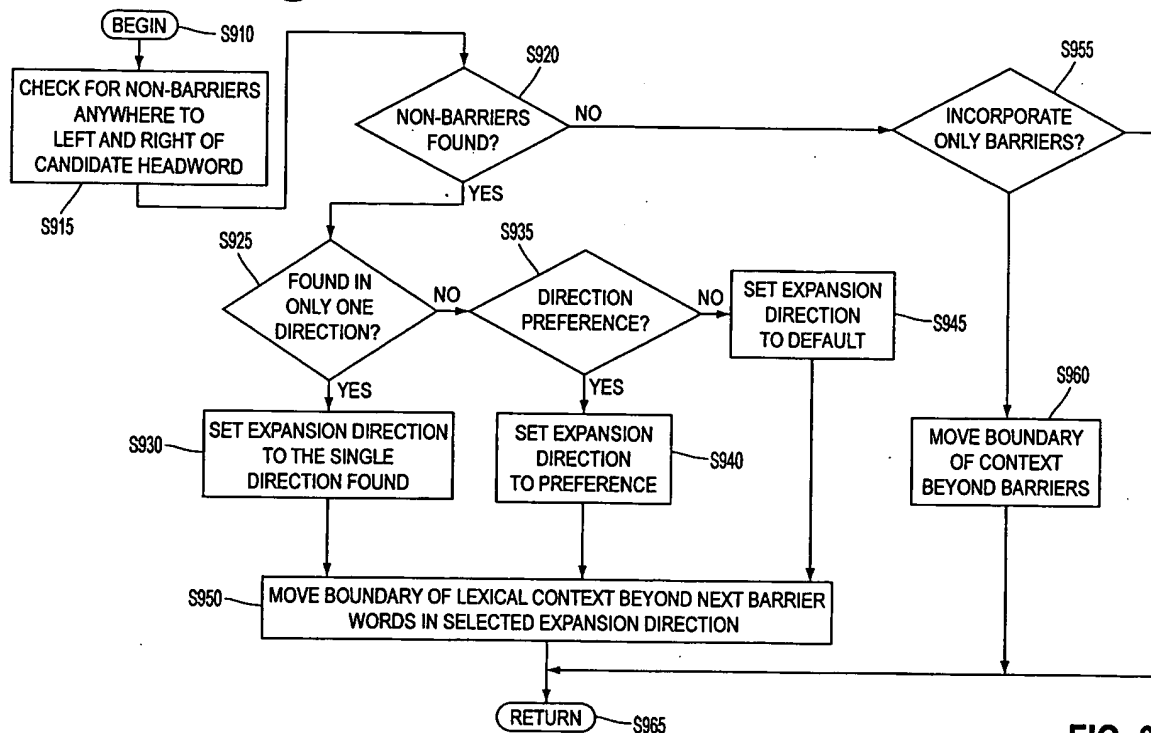 BEGIN
S910
CHECK FOR NON-BARRIERS
ANYWHERE TO
LEFT AND RIGHT OF
CANDIDATE HEADWORD
S915
S920
NON-BARRIERS
FOUND?
NO
YES
S955
INCORPORATE
ONLY BARRIERS?
S925
FOUND IN
ONLY ONE
DIRECTION?
NO
YES
S935
DIRECTION
PREFERENCE?
NO
YES
SET EXPANSION
DIRECTION
TO DEFAULT
S945
S930
SET EXPANSION DIRECTION
TO THE SINGLE
DIRECTION FOUND
SET EXPANSION
DIRECTION
TO PREFERENCE
S940
S960
MOVE BOUNDARY
OF CONTEXT
BEYOND BARRIERS
S950
MOVE BOUNDARY OF LEXICAL CONTEXT BEYOND NEXT BARRIER
WORDS IN SELECTED EXPANSION DIRECTION
RETURN
S965
FIG.